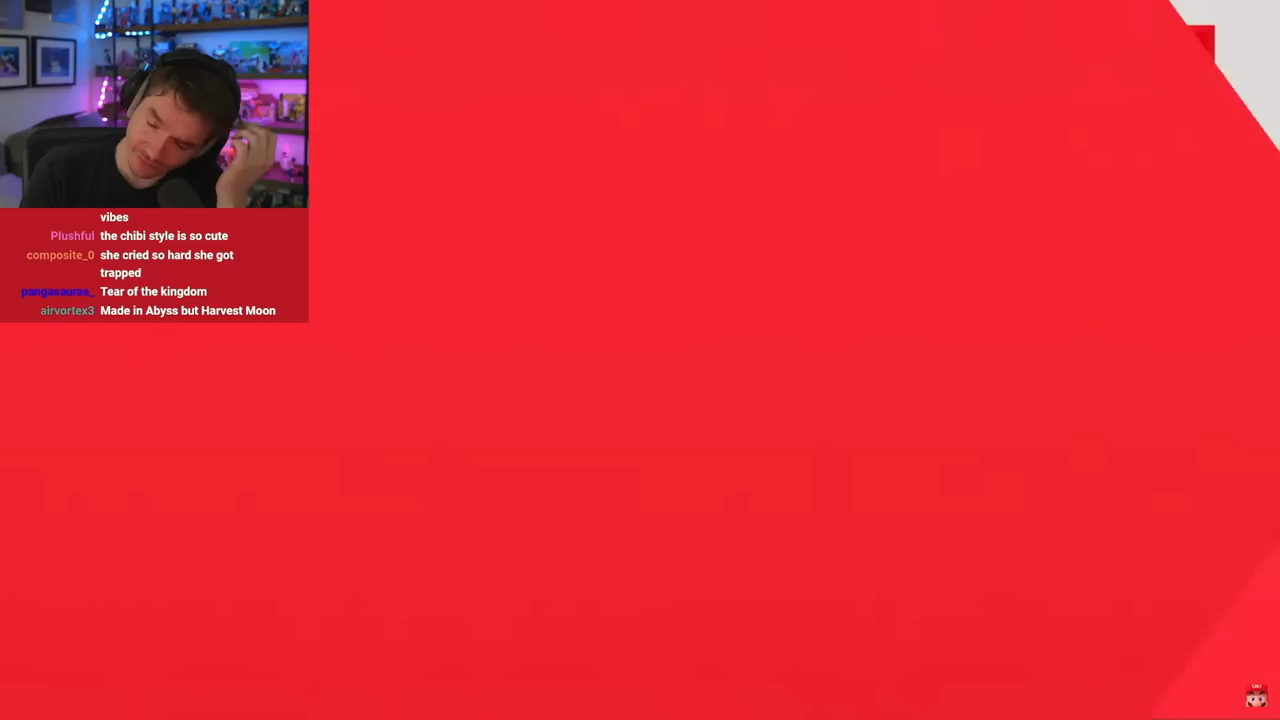 vibes
Plushful the chibi style is so cute
composite_0 she cried so hard she got
trapped
pangasauras_ Tear of the kingdom
airvortex3 Made in Abyss but Harvest Moon